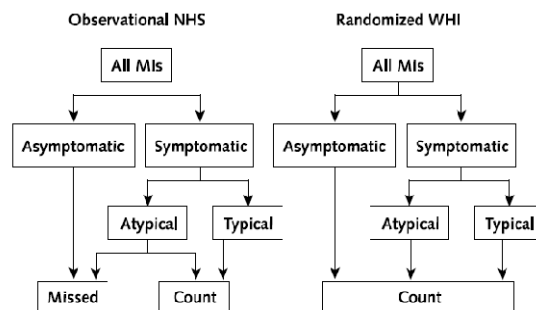 Observational NHS
All MIs
Asymptomatic
Symptomatic
Atypical
Typical
Missed
Count
Randomized WHI
All MIs
Asymptomatic
Symptomatic
Atypical
Typical
Count